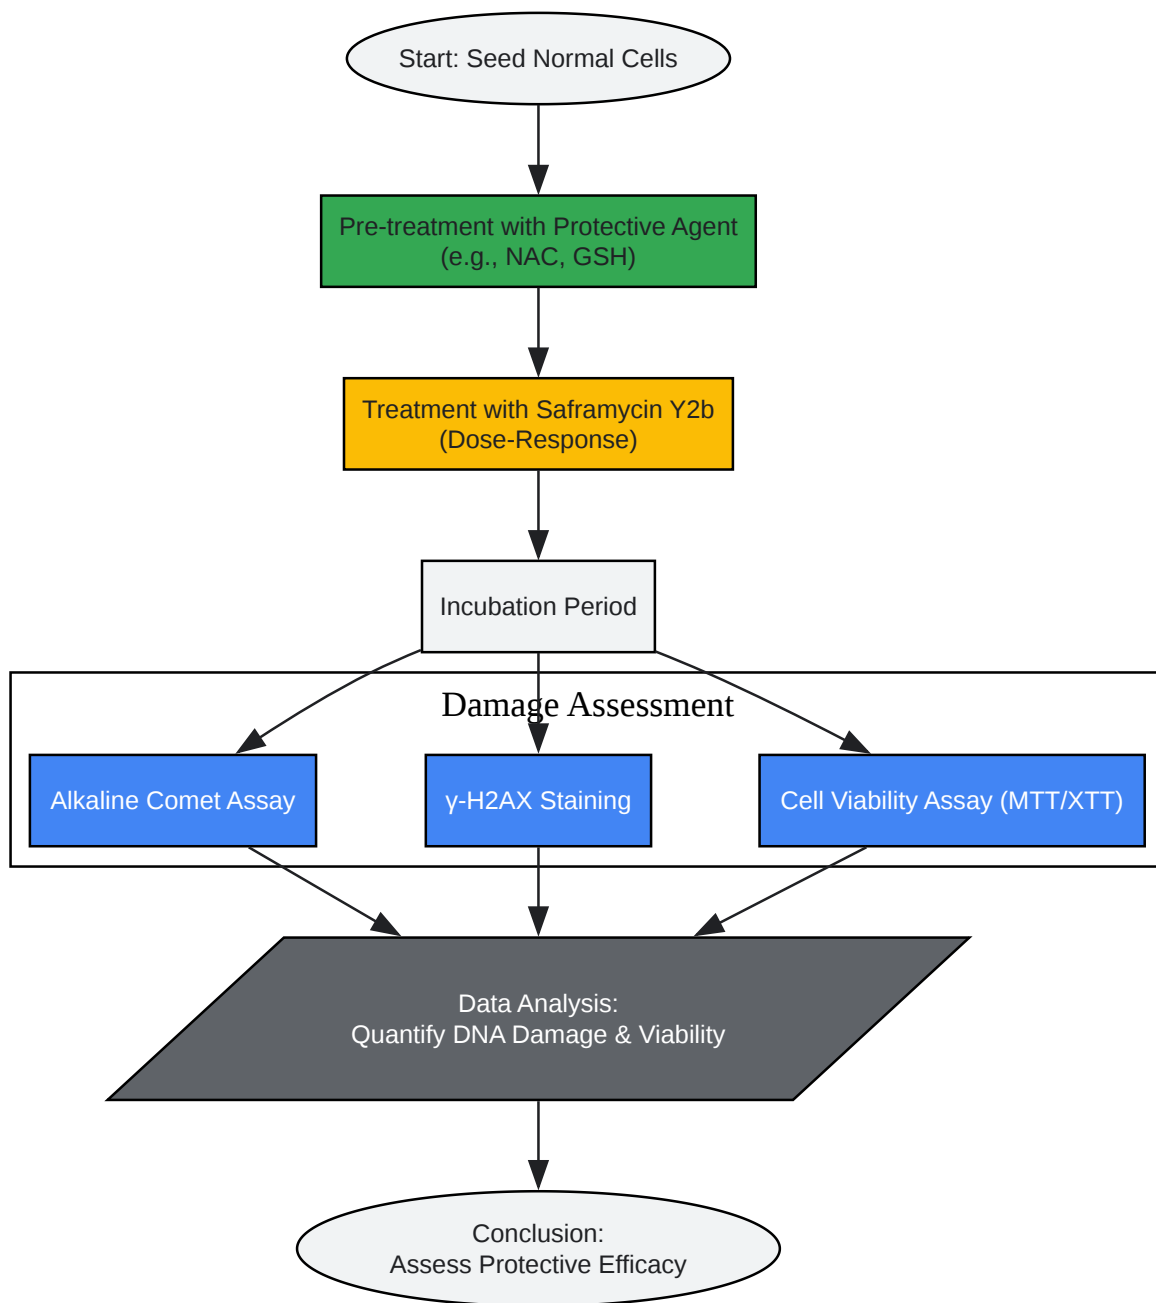 Start: Seed Normal Cells
Pre-treatment with Protective Agent
(e.g., NAC, GSH)
Treatment with Saframycin Y2b
(Dose-Response)
Incubation Period
Damage Assessment
Alkaline Comet Assay
γ-H2AX Staining
Cell Viability Assay (MTT/XTT)
Data Analysis:
Quantify DNA Damage & Viability
Conclusion:
Assess Protective Efficacy